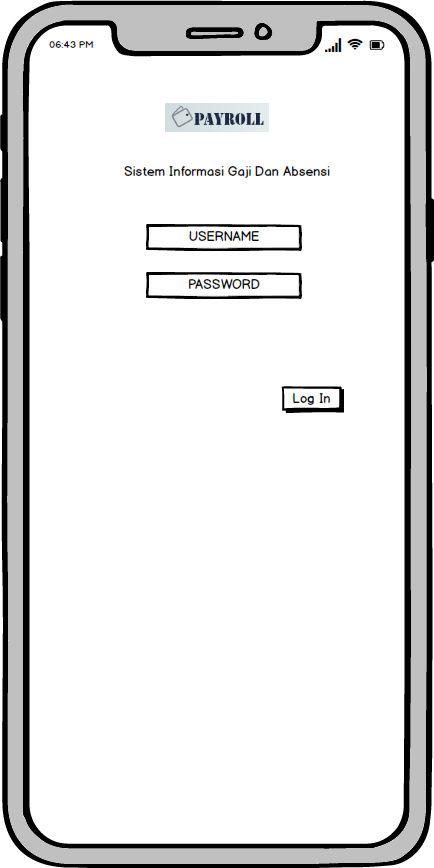 06:43 PM
PAYROLL
Sistem Informasi Gaji Dan Absensi
USERNAME
PASSWORD
Log In